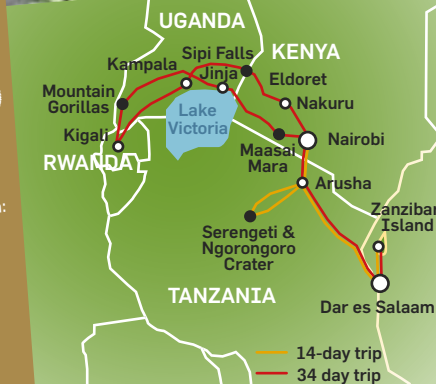 UGANDA
Sipi Falls
KENYA
Kampala
Jinja
Eldoret
Mountain
Gorillas
Nakuru
Lake
Victoria
Kigali
Nairobi
Maasai
Mara
RWANDA
Arusha
Zanzibar
Island
Serengeti &
Ngorongoro
Crater
TANZANIA
Dar es Salaam
14-day trip
34 day trip